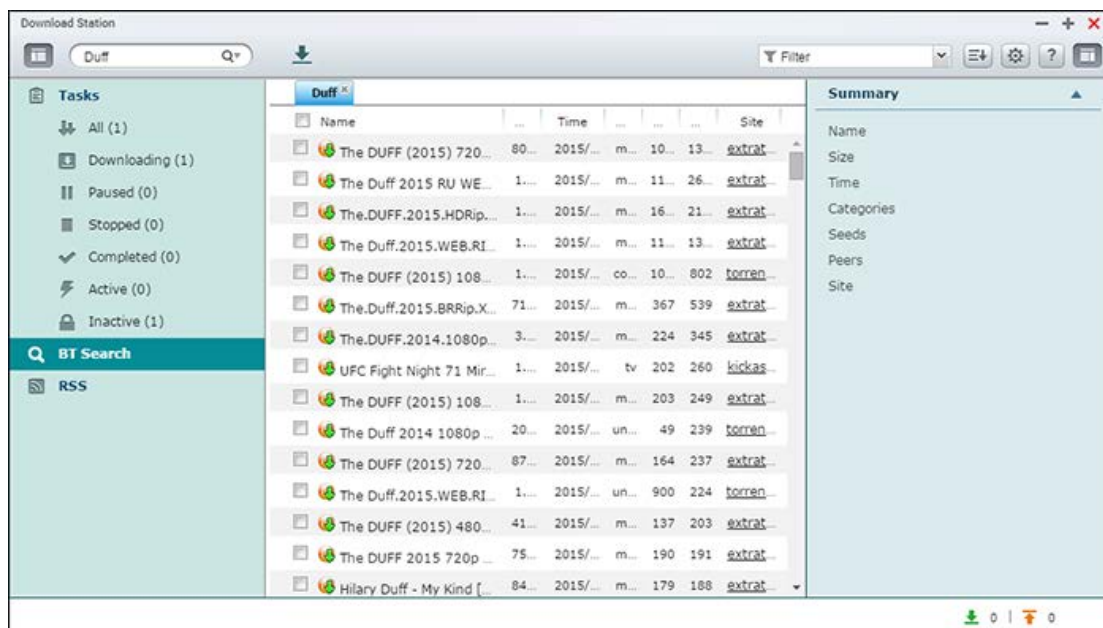 Download Station
Duff
Filter
?
Tasks
All (1)
Downloading (1)
Paused (0)
Stopped (0)
Completed (0)
Active (0)
Inactive (1)
BT Search
RSS
Duff
Name ... Time ... ... ... Site
The DUFF (2015) 720... 80... 2015/... m... 10... 13... extrat...
The Duff 2015 RU WE... 1.... 2015/... m... 11... 26... extrat...
The.DUFF.2015.HDRip.... 1.... 2015/... m... 16... 21... extrat...
The Duff.2015.WEB.RI... 1.... 2015/... m... 11... 13... extrat...
The DUFF (2015) 108... 1.... 2015/... co... 10... 802 torren...
The.Duff.2015.BRRip.X... 71... 2015/... m... 367 539 extrat...
The.DUFF.2014.1080p... 3.... 2015/... m... 224 345 extrat...
UFC Fight Night 71 Mir... 1.... 2015/... tv 202 260 kickas...
The DUFF (2015) 108... 1.... 2015/... m... 203 249 extrat...
The Duff 2014 1080p ... 20... 2015/... un... 49 239 torren...
The DUFF (2015) 720... 87... 2015/... m... 164 237 extrat...
The Duff.2015.WEB.RI... 1.... 2015/... un... 900 224 torren...
The DUFF (2015) 480... 41... 2015/... m... 137 203 extrat...
The DUFF 2015 720p ... 75... 2015/... m... 190 191 extrat...
Hilary Duff - My Kind [... 84... 2015/... m... 179 188 extrat...
Summary
Name
Size
Time
Categories
Seeds
Peers
Site
0 | 0